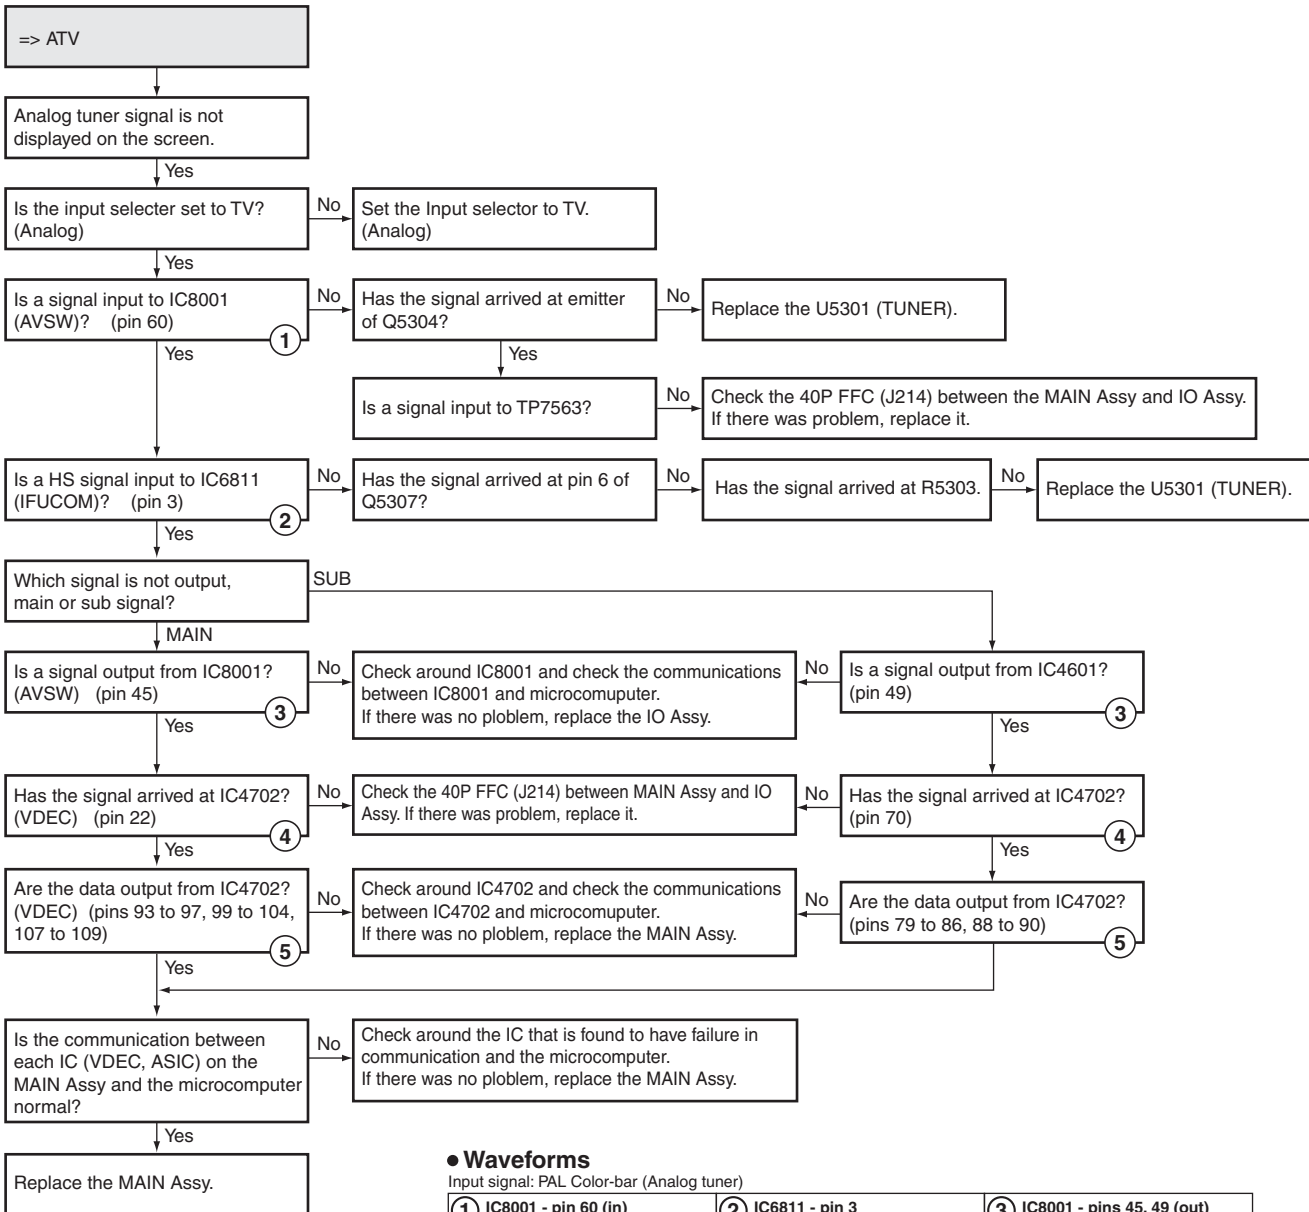 => ATV
Analog tuner signal is not
displayed on the screen.
Yes
Is the input selecter set to TV?
(Analog)
No
Set the Input selector to TV.
(Analog)
Yes
Is a signal input to IC8001
(AVSW)? (pin 60)
1
No
Has the signal arrived at emitter
of Q5304?
No
Replace the U5301 (TUNER).
Yes
Yes
Is a signal input to TP7563?
No
Check the 40P FFC (J214) between the MAIN Assy and IO Assy.
If there was problem, replace it.
Is a HS signal input to IC6811
(IFUCOM)? (pin 3)
2
No
Has the signal arrived at pin 6 of
Q5307?
No
Has the signal arrived at R5303.
No
Replace the U5301 (TUNER).
Yes
Which signal is not output,
main or sub signal?
SUB
MAIN
Is a signal output from IC8001?
(AVSW) (pin 45)
3
No
Check around IC8001 and check the communications
between IC8001 and microcomuputer.
If there was no ploblem, replace the IO Assy.
No
Is a signal output from IC4601?
(pin 49)
3
Yes
Yes
Has the signal arrived at IC4702?
(VDEC) (pin 22)
4
No
Check the 40P FFC (J214) between MAIN Assy and IO
Assy. If there was problem, replace it.
No
Has the signal arrived at IC4702?
(pin 70)
4
Yes
Yes
Are the data output from IC4702?
(VDEC) (pins 93 to 97, 99 to 104,
107 to 109)
5
No
Check around IC4702 and check the communications
between IC4702 and microcomuputer.
If there was no ploblem, replace the MAIN Assy.
No
Are the data output from IC4702?
(pins 79 to 86, 88 to 90)
5
Yes
Is the communication between
each IC (VDEC, ASIC) on the
MAIN Assy and the microcomputer
normal?
No
Check around the IC that is found to have failure in
communication and the microcomputer.
If there was no ploblem, replace the MAIN Assy.
Yes
Replace the MAIN Assy.
● Waveforms
Input signal: PAL Color-bar (Analog tuner)
1 IC8001 - pin 60 (in)
2 IC6811 - pin 3
3 IC8001 - pins 45, 49 (out)